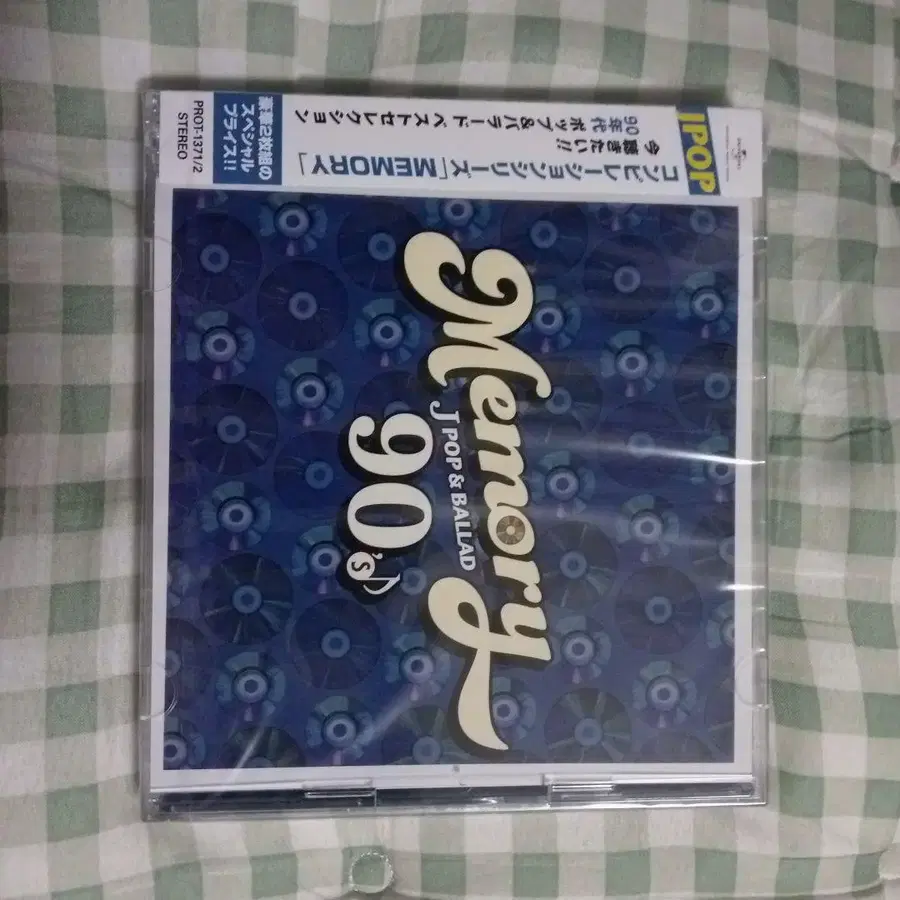 JPOP
コンピレーションシリーズ「MEMORY」
今聴きたい!!
90年代 ポップ&バラードベストセレクション
豪華2枚組の
スペシャル
プライス!!
PROT-1371/2
STEREO
Memory
J POP & BALLAD
90's